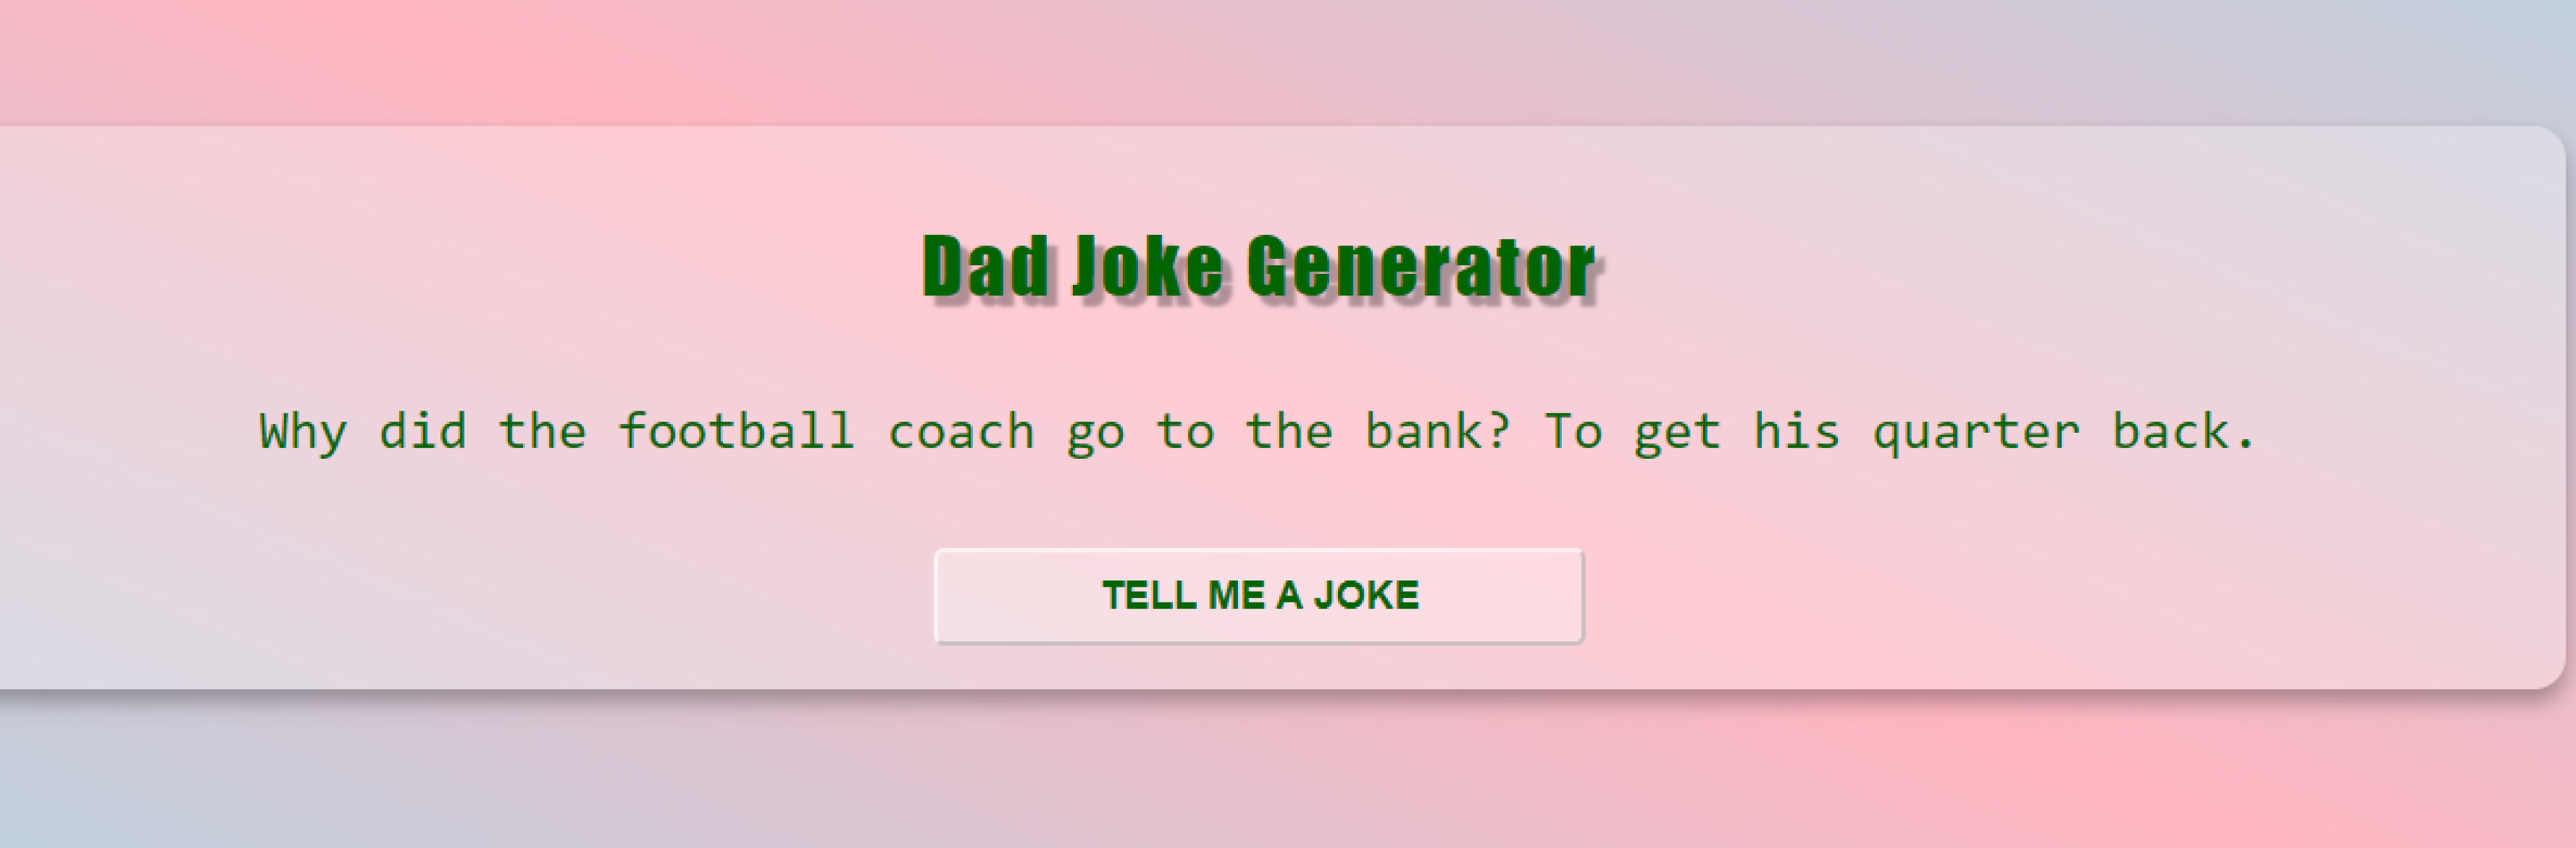 Dad Joke Generator
Why did the football coach go to the bank? To get his quarter back.
TELL ME A JOKE